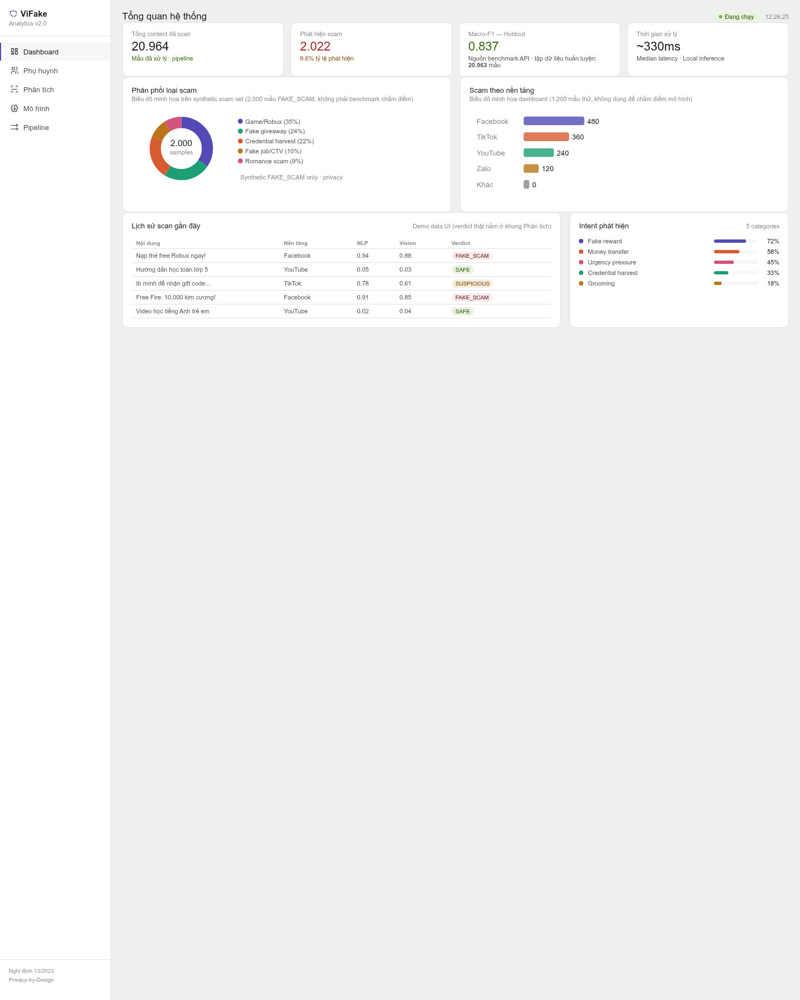 ViFake
Analytics v2.0
Dashboard
Phụ huynh
Phân tích
Mô hình
Pipeline
Nghị định 13/2023
Privacy-by-Design
Tổng quan hệ thống
Đang chạy
12:26:25
Tổng content đã scan
20.964
Mẫu đã xử lý · pipeline
Phát hiện scam
2.022
9.6% tỷ lệ phát hiện
Macro-F1 — Holdout
0.837
Nguồn benchmark API · tập dữ liệu huấn luyện:
20.963 mẫu
Thời gian xử lý
~330ms
Median latency · Local inference
Phân phối loại scam
Biểu đồ minh họa trên synthetic scam set (2.000 mẫu FAKE_SCAM, không phải benchmark chấm điểm)
2.000
samples
Game/Robux (35%)
Fake giveaway (24%)
Credential harvest (22%)
Fake job/CTV (10%)
Romance scam (9%)
Synthetic FAKE_SCAM only · privacy
Scam theo nền tảng
Biểu đồ minh họa dashboard (1.200 mẫu thử, không dùng để chấm điểm mô hình)
Facebook 480
TikTok 360
YouTube 240
Zalo 120
Khác 0
Lịch sử scan gần đây
Demo data UI (verdict thật nằm ở khung Phân tích)
Nội dung Nền tảng NLP Vision Verdict
Nạp thẻ free Robux ngay! Facebook 0.94 0.88 FAKE_SCAM
Hướng dẫn học toán lớp 5 YouTube 0.05 0.03 SAFE
Ib mình để nhận gift code... TikTok 0.78 0.61 SUSPICIOUS
Free Fire: 10,000 kim cương! Facebook 0.91 0.85 FAKE_SCAM
Video học tiếng Anh trẻ em YouTube 0.02 0.04 SAFE
Intent phát hiện
5 categories
Fake reward 72%
Money transfer 58%
Urgency pressure 45%
Credential harvest 33%
Grooming 18%